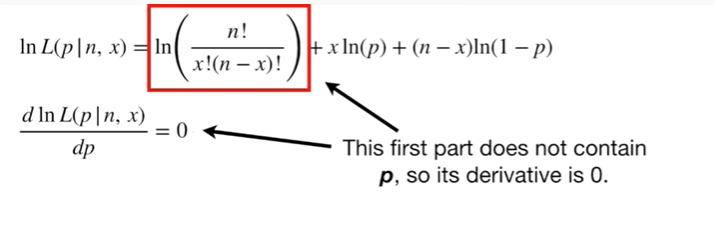 ln L(p|n, x) = ln( n! / x!(n − x)! ) + x ln(p) + (n − x)ln(1 − p)
d ln L(p|n, x) / dp = 0
This first part does not contain
p, so its derivative is 0.